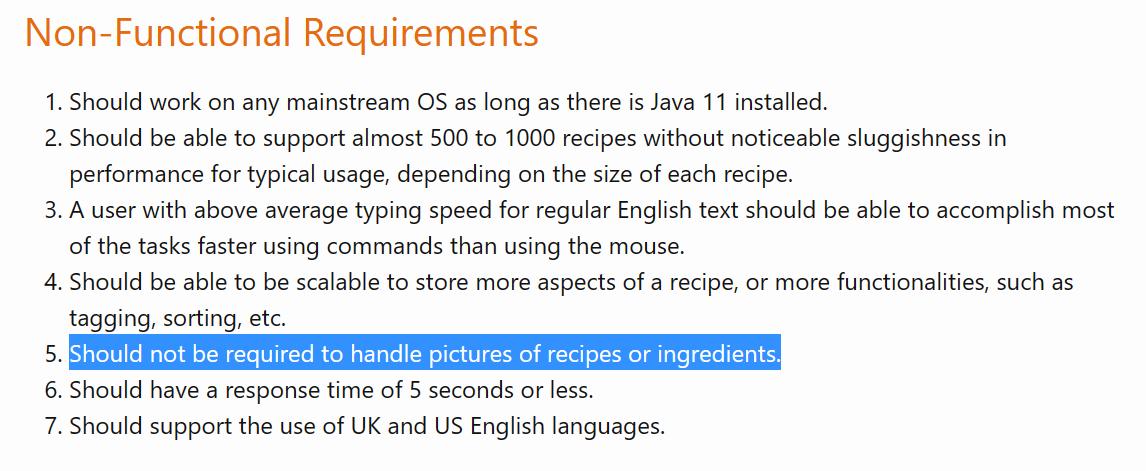 Non-Functional Requirements
1. Should work on any mainstream OS as long as there is Java 11 installed.
2. Should be able to support almost 500 to 1000 recipes without noticeable sluggishness in
performance for typical usage, depending on the size of each recipe.
3. A user with above average typing speed for regular English text should be able to accomplish most
of the tasks faster using commands than using the mouse.
4. Should be able to be scalable to store more aspects of a recipe, or more functionalities, such as
tagging, sorting, etc.
5. Should not be required to handle pictures of recipes or ingredients.
6. Should have a response time of 5 seconds or less.
7. Should support the use of UK and US English languages.